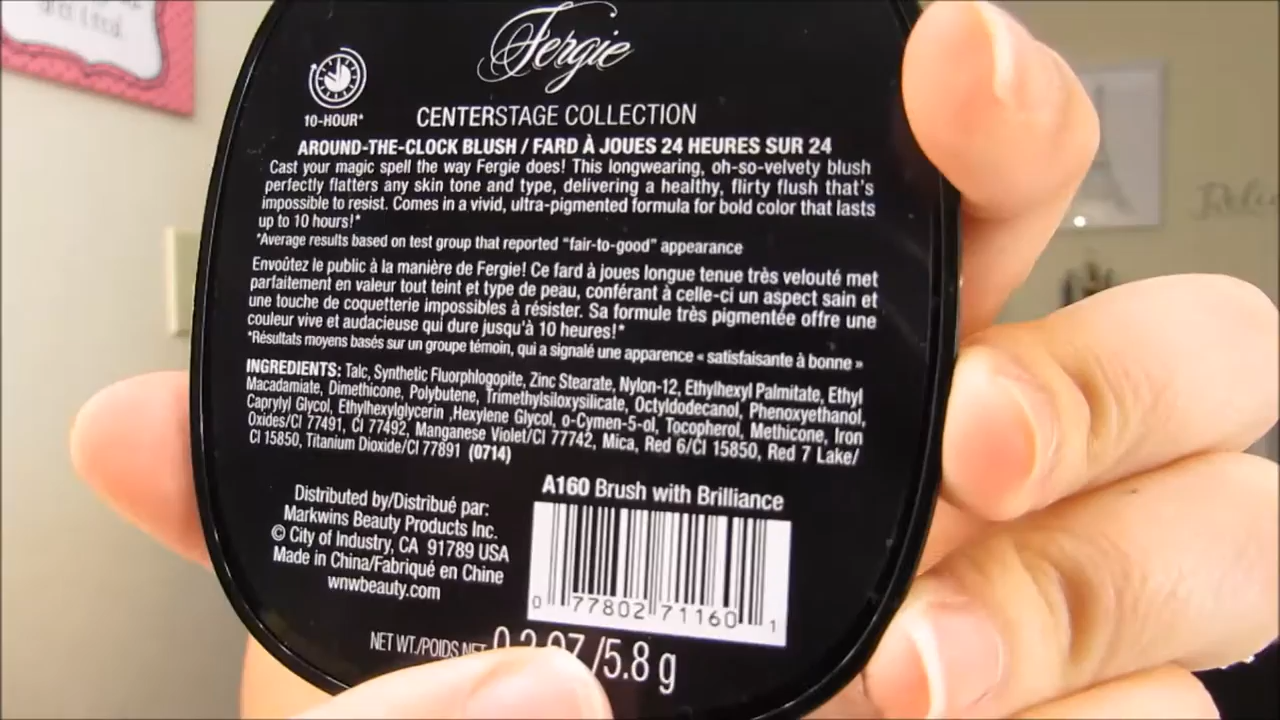 Fergie
10-HOUR*
CENTERSTAGE COLLECTION
AROUND-THE-CLOCK BLUSH / FARD À JOUES 24 HEURES SUR 24
Cast your magic spell the way Fergie does! This longwearing, oh-so-velvety blush
perfectly flatters any skin tone and type, delivering a healthy, flirty flush that's
impossible to resist. Comes in a vivid, ultra-pigmented formula for bold color that lasts
up to 10 hours!*
*Average results based on test group that reported "fair-to-good" appearance
Envoûtez le public à la manière de Fergie! Ce fard à joues longue tenue très velouté met
parfaitement en valeur tout teint et type de peau, conférant à celle-ci un aspect sain et
une touche de coquetterie impossibles à résister. Sa formule très pigmentée offre une
couleur vive et audacieuse qui dure jusqu'à 10 heures!*
*Résultats moyens basés sur un groupe témoin, qui a signalé une apparence « satisfaisante à bonne »
INGREDIENTS: Talc, Synthetic Fluorphlogopite, Zinc Stearate, Nylon-12, Ethylhexyl Palmitate, Ethyl
Macadamiate, Dimethicone, Polybutene, Trimethylsiloxysilicate, Octyldodecanol, Phenoxyethanol,
Caprylyl Glycol, Ethylhexylglycerin ,Hexylene Glycol, o-Cymen-5-ol, Tocopherol, Methicone, Iron
Oxides/CI 77491, CI 77492, Manganese Violet/CI 77742, Mica, Red 6/CI 15850, Red 7 Lake/
CI 15850, Titanium Dioxide/CI 77891 (0714)
Distributed by/Distribué par:
Markwins Beauty Products Inc.
© City of Industry, CA 91789 USA
Made in China/Fabriqué en Chine
wnwbeauty.com
A160 Brush with Brilliance
0 77802 71160 1
NET WT./POIDS NET 0.2 OZ/5.8 g